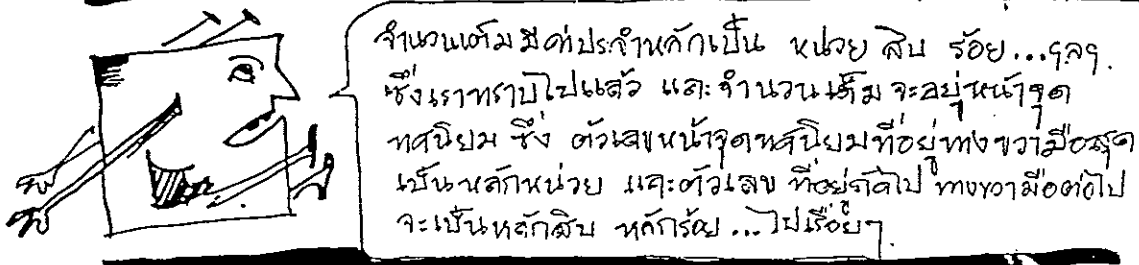 จำนวนเต็มมีค่าประจำหลักเป็น หน่วย สิบ ร้อย...ฯลฯ.
ซึ่งเราทราบไปแล้ว และจำนวนเต็มจะอยู่หน้าจุด
ทศนิยม ซึ่ง ตัวเลขหน้าจุดทศนิยมที่อยู่ทางขวามือสุด
เป็นหลักหน่วย และตัวเลข ที่อยู่ถัดไป ทางขวามือต่อไป
จะเป็นหลักสิบ หลักร้อย...ไปเรื่อยๆ